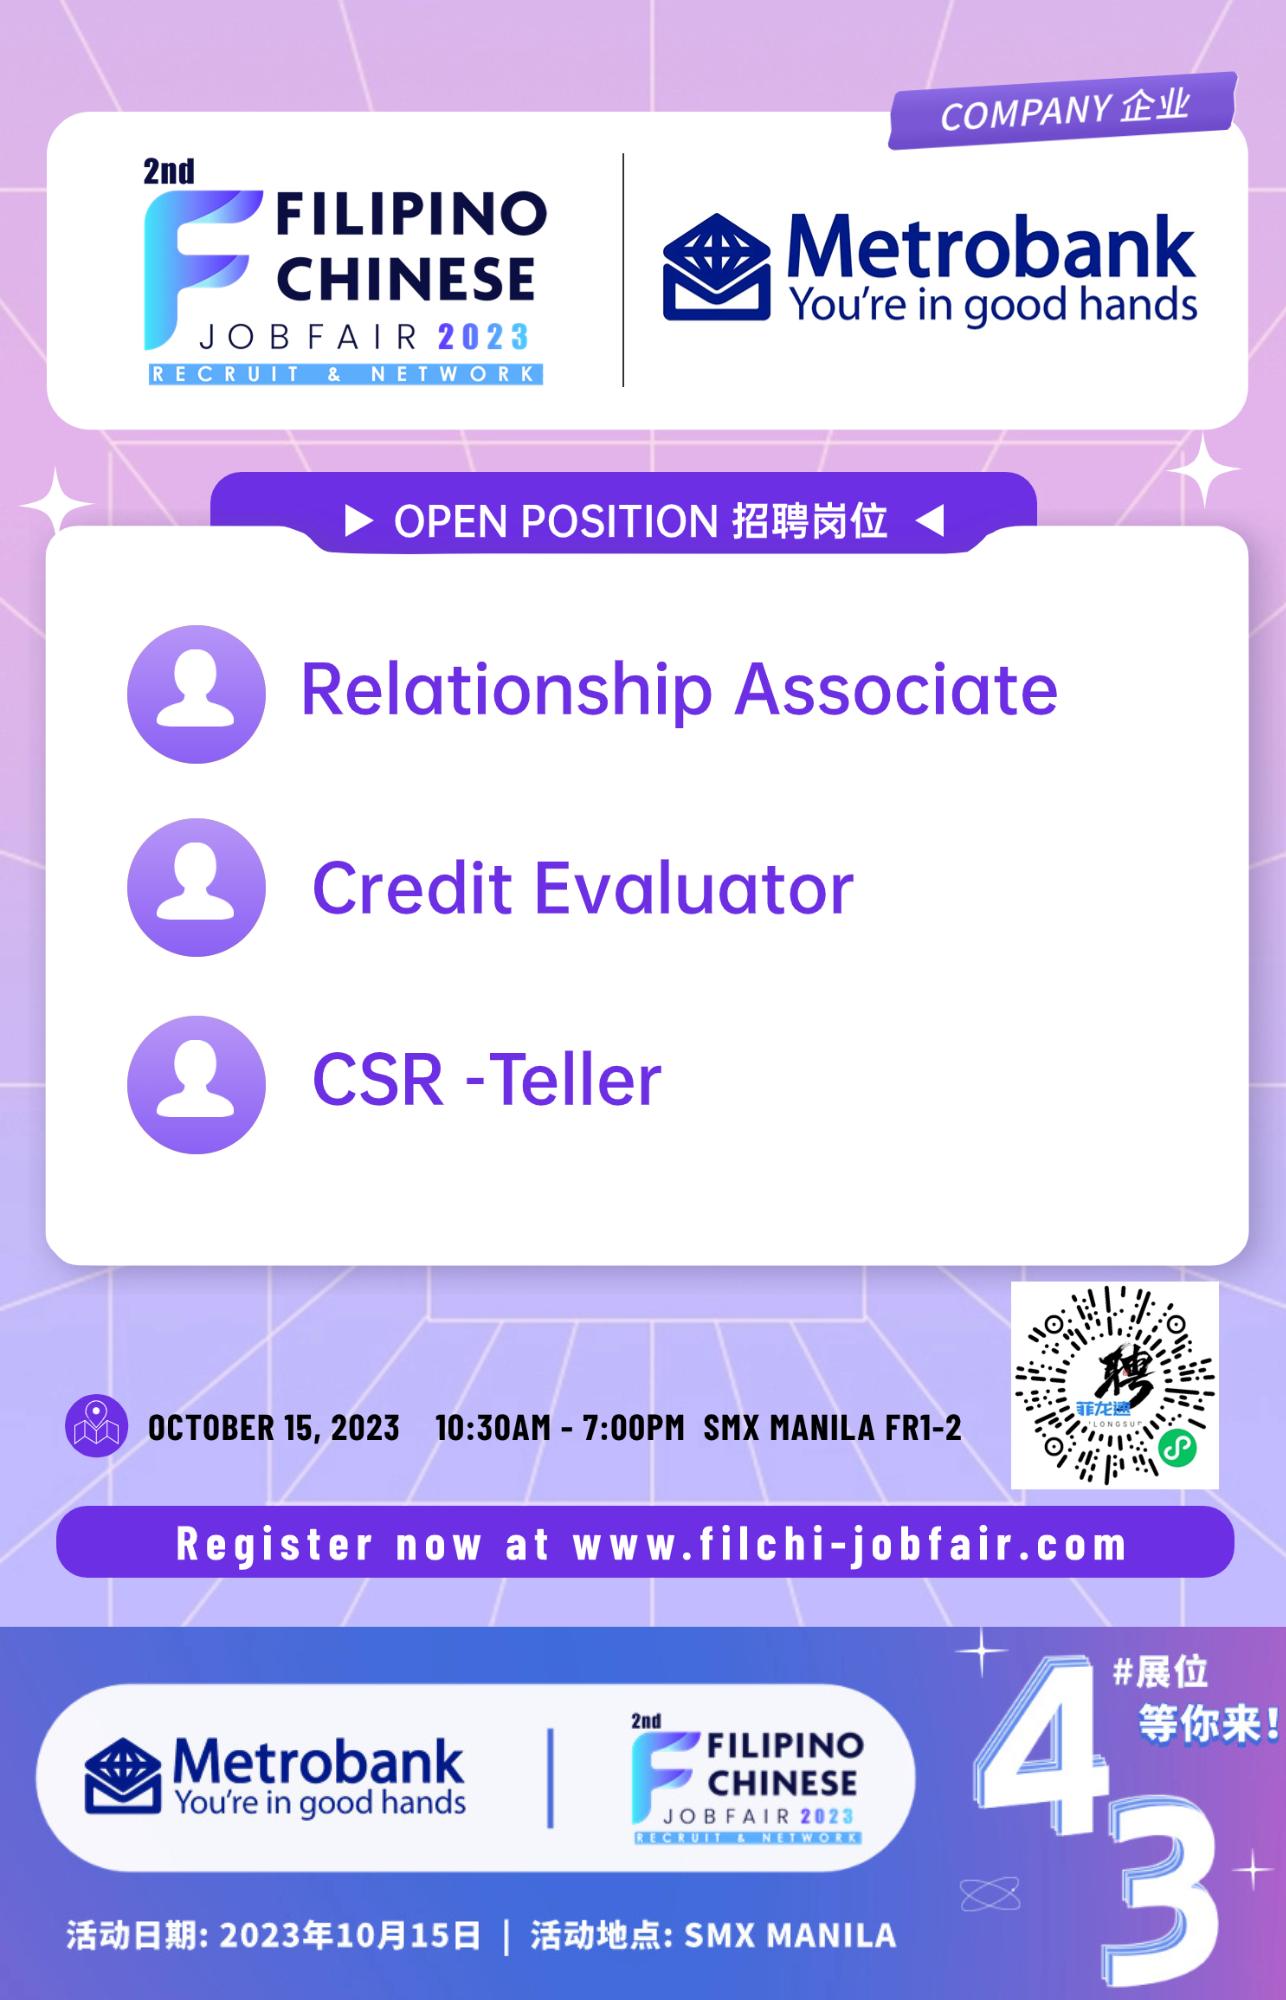 COMPANY 企业
2nd
FILIPINO
CHINESE
JOBFAIR 2023
RECRUIT & NETWORK
Metrobank
You're in good hands
OPEN POSITION 招聘岗位
Relationship Associate
Credit Evaluator
CSR -Teller
聘
菲龙速
OCTOBER 15, 2023 10:30AM - 7:00PM SMX MANILA FR1-2
Register now at www.filchi-jobfair.com
Metrobank
You're in good hands
2nd
FILIPINO
CHINESE
JOBFAIR 2023
RECRUIT & NETWORK
#展位
等你来!
43
活动日期: 2023年10月15日 | 活动地点: SMX MANILA